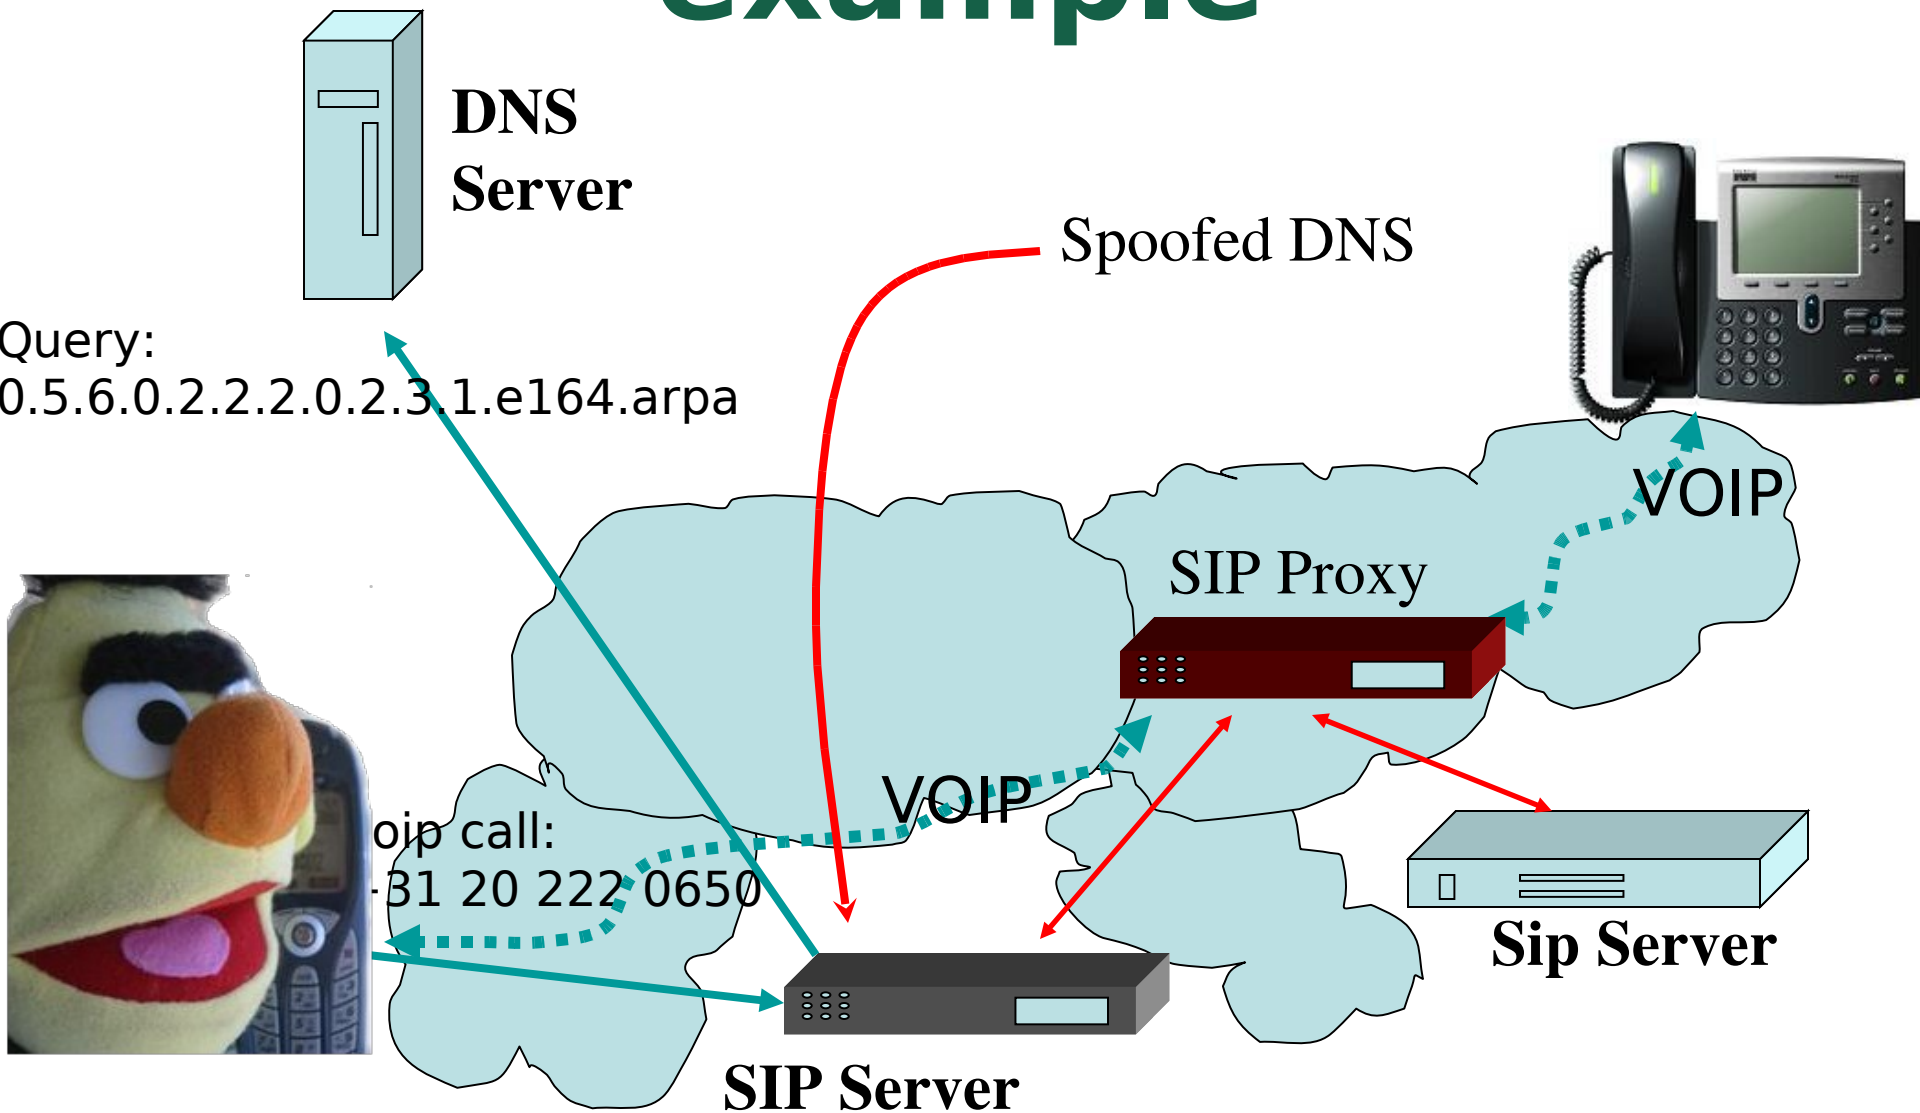 example
DNS
Server
Spoofed DNS
Query:
0.5.6.0.2.2.2.0.2.3.1.e164.arpa
VOIP
SIP Proxy
VOIP
oip call:
-31 20 222 0650
Sip Server
SIP Server